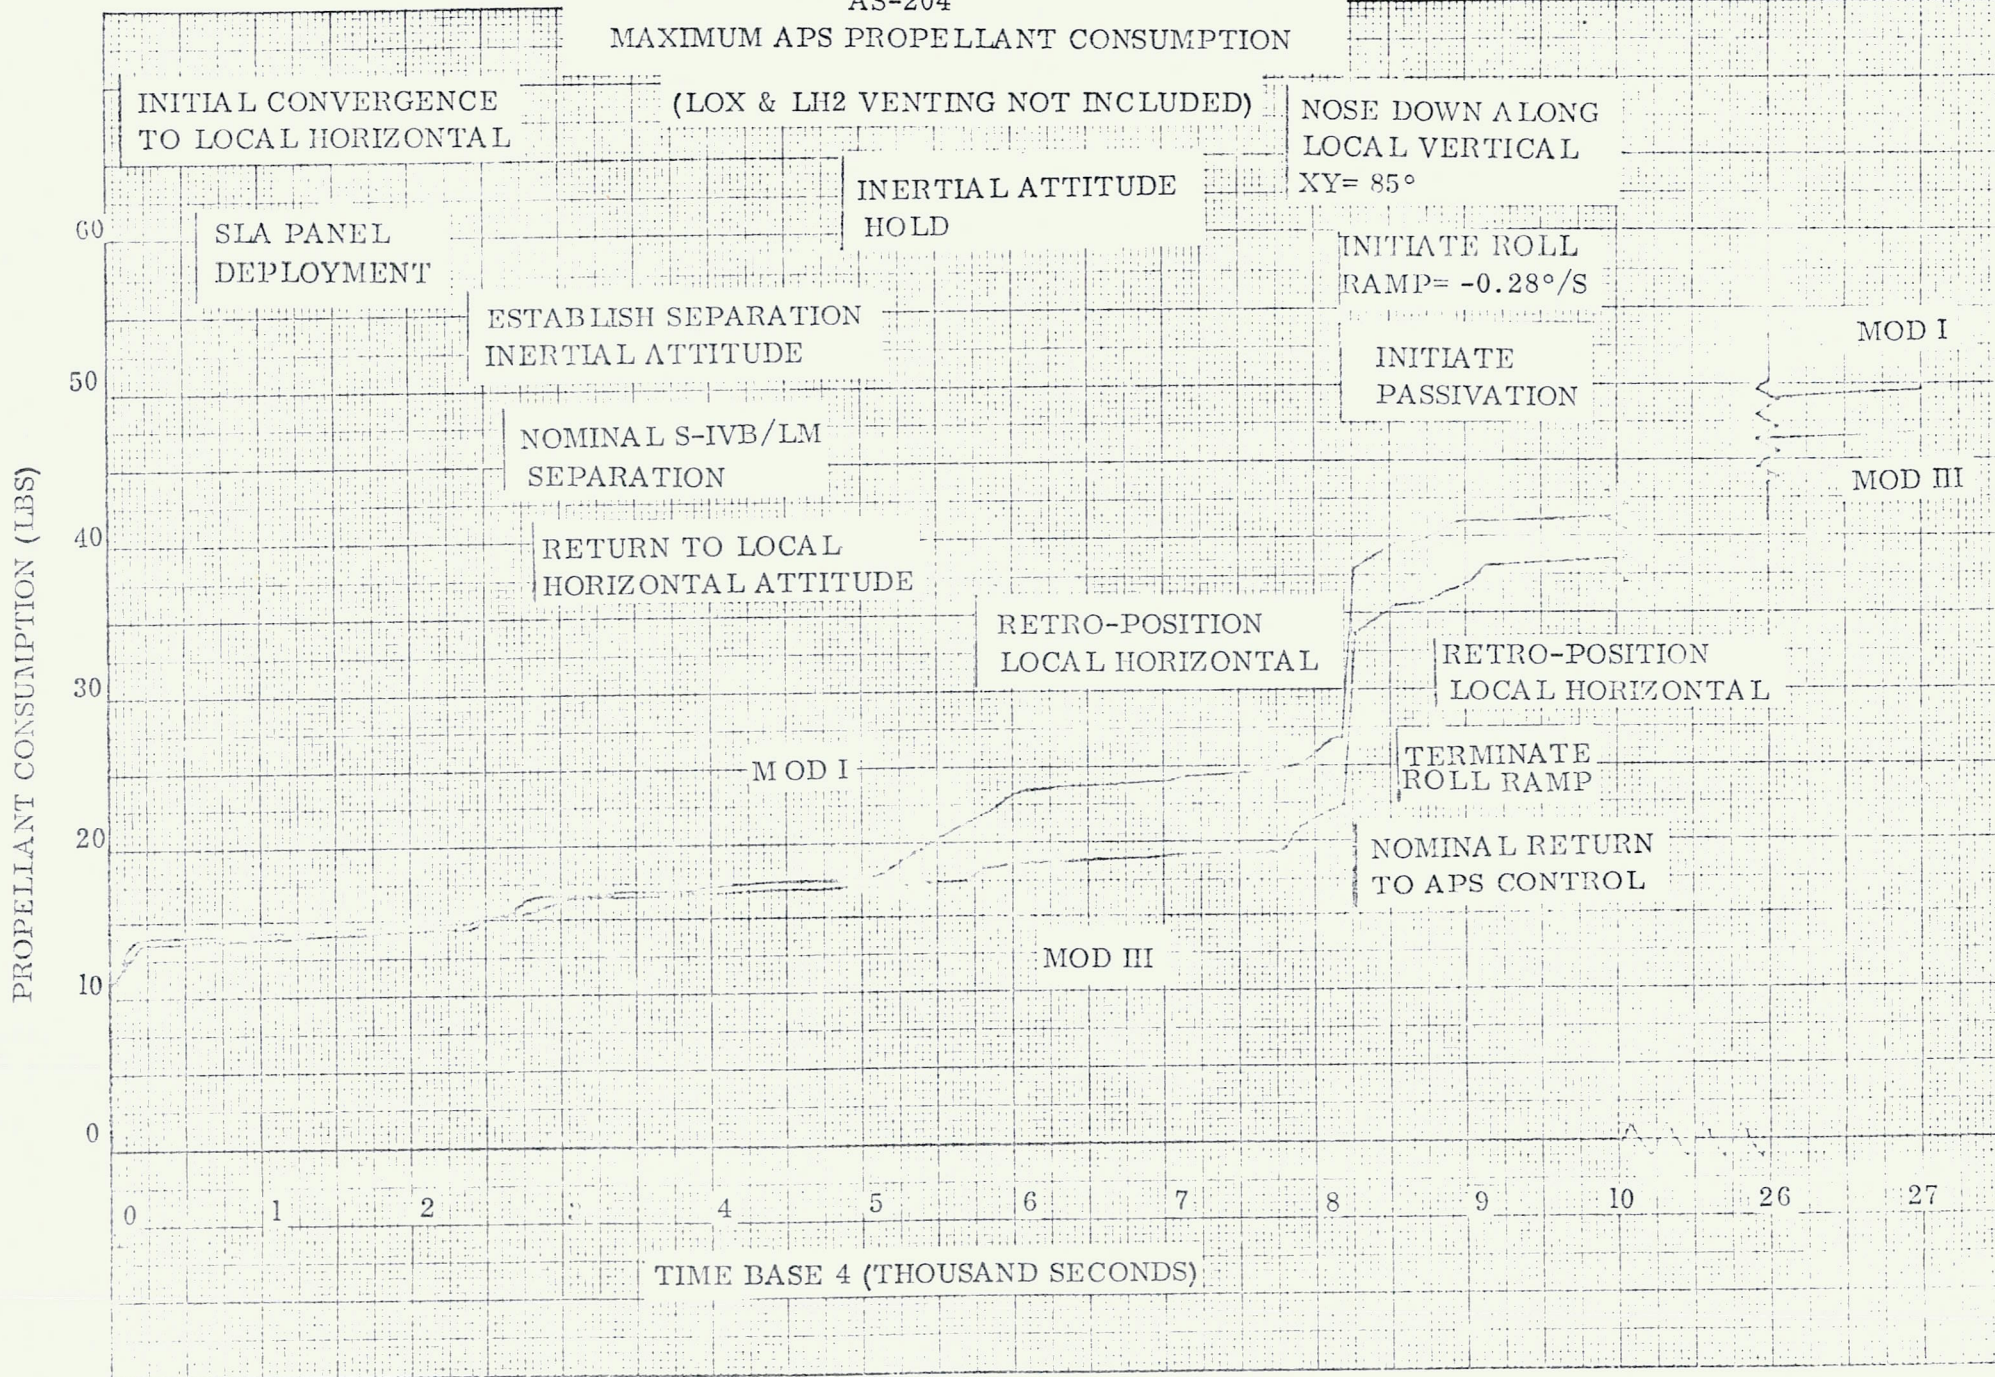 AS-204
MAXIMUM APS PROPELLANT CONSUMPTION
(LOX & LH2 VENTING NOT INCLUDED)
INITIAL CONVERGENCE
TO LOCAL HORIZONTAL
NOSE DOWN ALONG
LOCAL VERTICAL
XY= 85°
INERTIAL ATTITUDE
HOLD
SLA PANEL
DEPLOYMENT
INITIATE ROLL
RAMP= -0.28°/S
ESTABLISH SEPARATION
INERTIAL ATTITUDE
MOD I
INITIATE
PASSIVATION
NOMINAL S-IVB/LM
SEPARATION
MOD III
RETURN TO LOCAL
HORIZONTAL ATTITUDE
RETRO-POSITION
LOCAL HORIZONTAL
RETRO-POSITION
LOCAL HORIZONTAL
TERMINATE
ROLL RAMP
MOD I
NOMINAL RETURN
TO APS CONTROL
MOD III
PROPELLANT CONSUMPTION (LBS)
60
50
40
30
20
10
0
0 1 2 4 5 6 7 8 9 10 26 27
TIME BASE 4 (THOUSAND SECONDS)